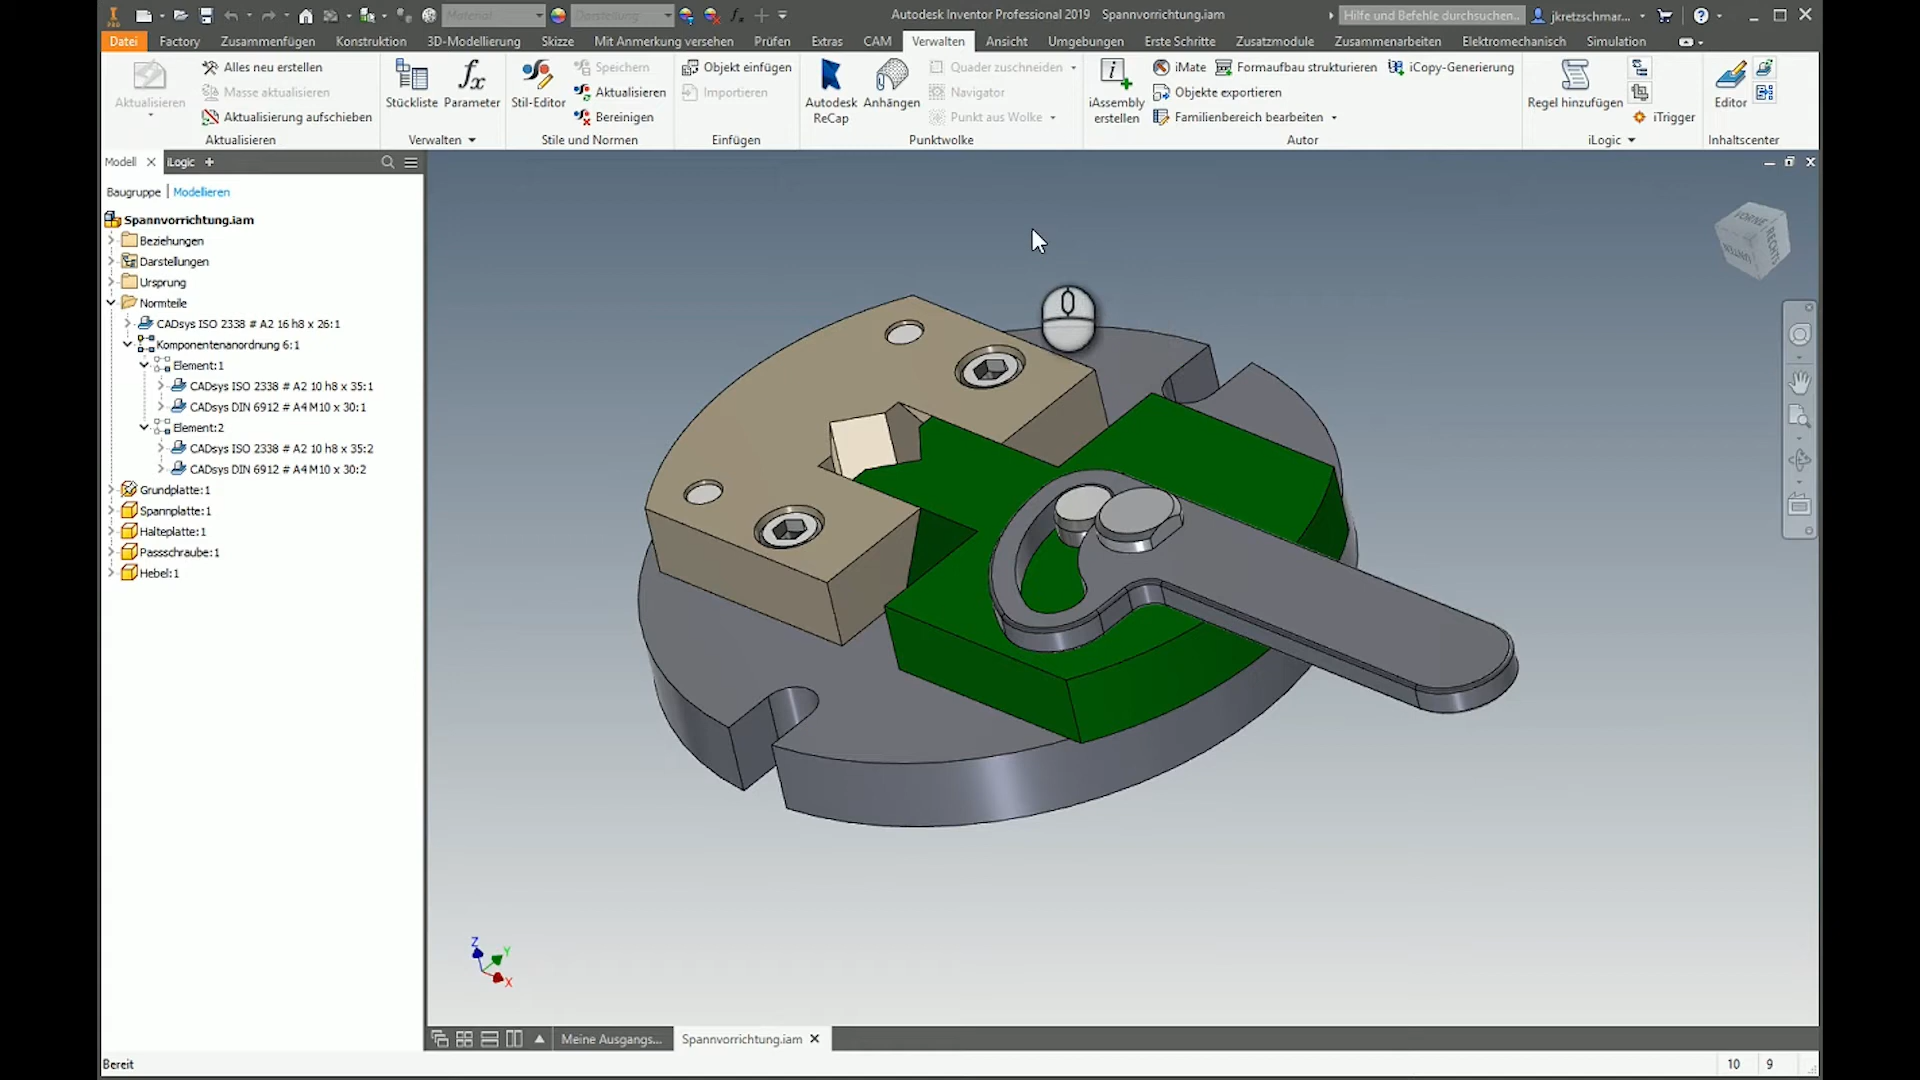 Material
Darstellung
Autodesk Inventor Professional 2019 Spannvorrichtung.iam
Hilfe und Befehle durchsuchen...
jkretzschmar...
PRO
Datei Factory Zusammenfügen Konstruktion 3D-Modellierung Skizze Mit Anmerkung versehen Prüfen Extras CAM Verwalten Ansicht Umgebungen Erste Schritte Zusatzmodule Zusammenarbeiten Elektromechanisch Simulation
Aktualisieren
Alles neu erstellen
Masse aktualisieren
Aktualisierung aufschieben
Aktualisieren
Stückliste Parameter
Verwalten
Stil-Editor
Speichern
Aktualisieren
Bereinigen
Stile und Normen
Objekt einfügen
Importieren
Einfügen
Autodesk ReCap
Anhängen
Quader zuschneiden
Navigator
Punkt aus Wolke
Punktwolke
iAssembly erstellen
iMate
Formaufbau strukturieren
iCopy-Generierung
Objekte exportieren
Familienbereich bearbeiten
Autor
Regel hinzufügen
iTrigger
iLogic
Editor
Inhaltscenter
Modell
iLogic
Baugruppe | Modellieren
Spannvorrichtung.iam
Beziehungen
Darstellungen
Ursprung
Normteile
CADsys ISO 2338 # A2 16 h8 x 26:1
Komponentenanordnung 6:1
Element:1
CADsys ISO 2338 # A2 10 h8 x 35:1
CADsys DIN 6912 # A4 M10 x 30:1
Element:2
CADsys ISO 2338 # A2 10 h8 x 35:2
CADsys DIN 6912 # A4 M10 x 30:2
Grundplatte:1
Spannplatte:1
Halteplatte:1
Passschraube:1
Hebel:1
VORNE
RECHTS
UNTEN
Z
Y
X
Meine Ausgangs...
Spannvorrichtung.iam
Bereit
10 9